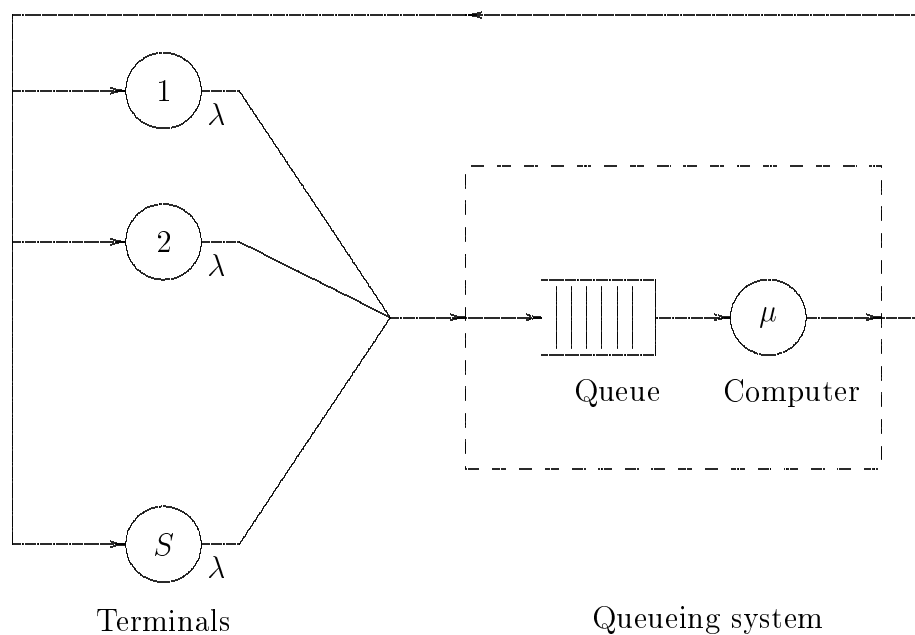 1
λ
2
λ
μ
Queue
Computer
S
λ
Terminals
Queueing system